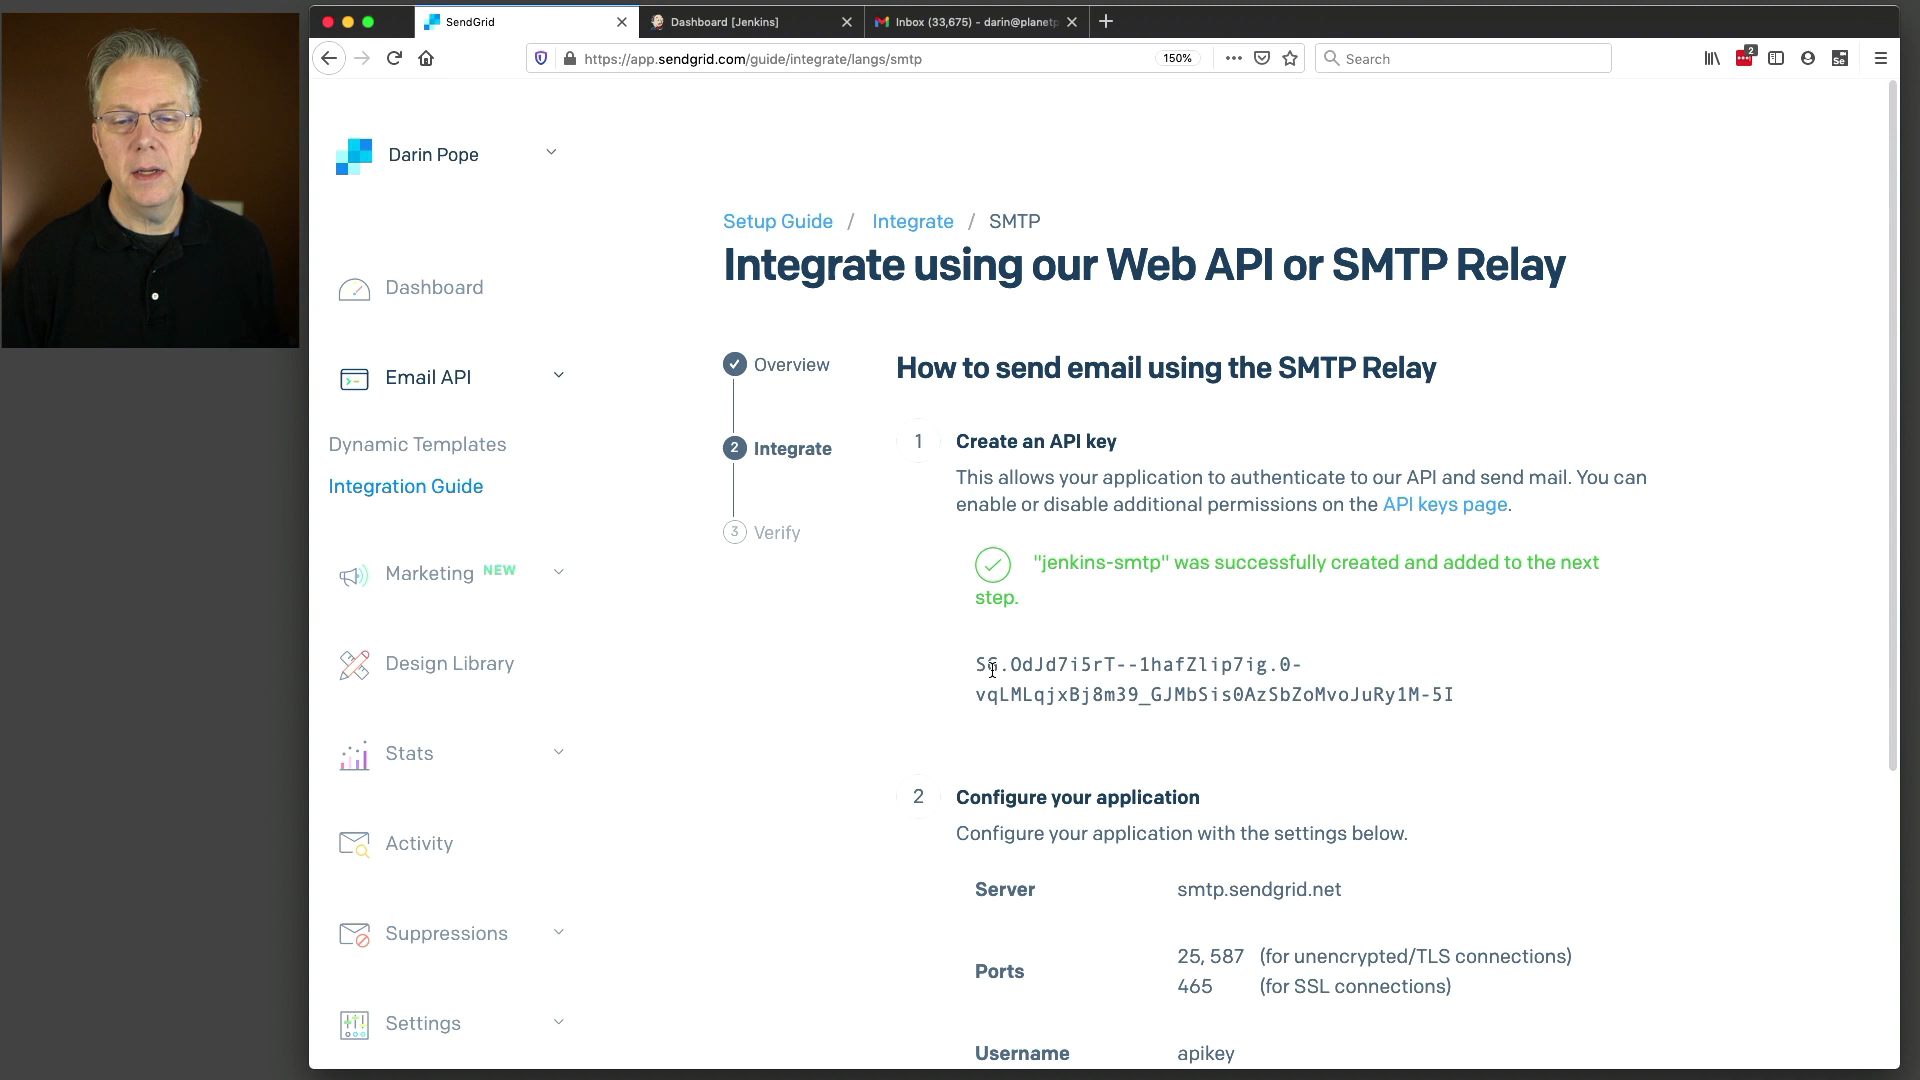 SendGrid
Dashboard [Jenkins]
Inbox (33,675) - darin@planetp
https://app.sendgrid.com/guide/integrate/langs/smtp
150%
Search
2
Se
Darin Pope
Dashboard
Email API
Dynamic Templates
Integration Guide
Marketing NEW
Design Library
Stats
Activity
Suppressions
Settings
Setup Guide / Integrate / SMTP
Integrate using our Web API or SMTP Relay
Overview
2 Integrate
3 Verify
How to send email using the SMTP Relay
1 Create an API key
This allows your application to authenticate to our API and send mail. You can
enable or disable additional permissions on the API keys page.
"jenkins-smtp" was successfully created and added to the next
step.
SG.OdJd7i5rT--1hafZlip7ig.0-
vqLMLqjxBj8m39_GJMbSis0AzSbZoMvoJuRy1M-5I
2 Configure your application
Configure your application with the settings below.
Server smtp.sendgrid.net
Ports
25, 587 (for unencrypted/TLS connections)
465 (for SSL connections)
Username apikey